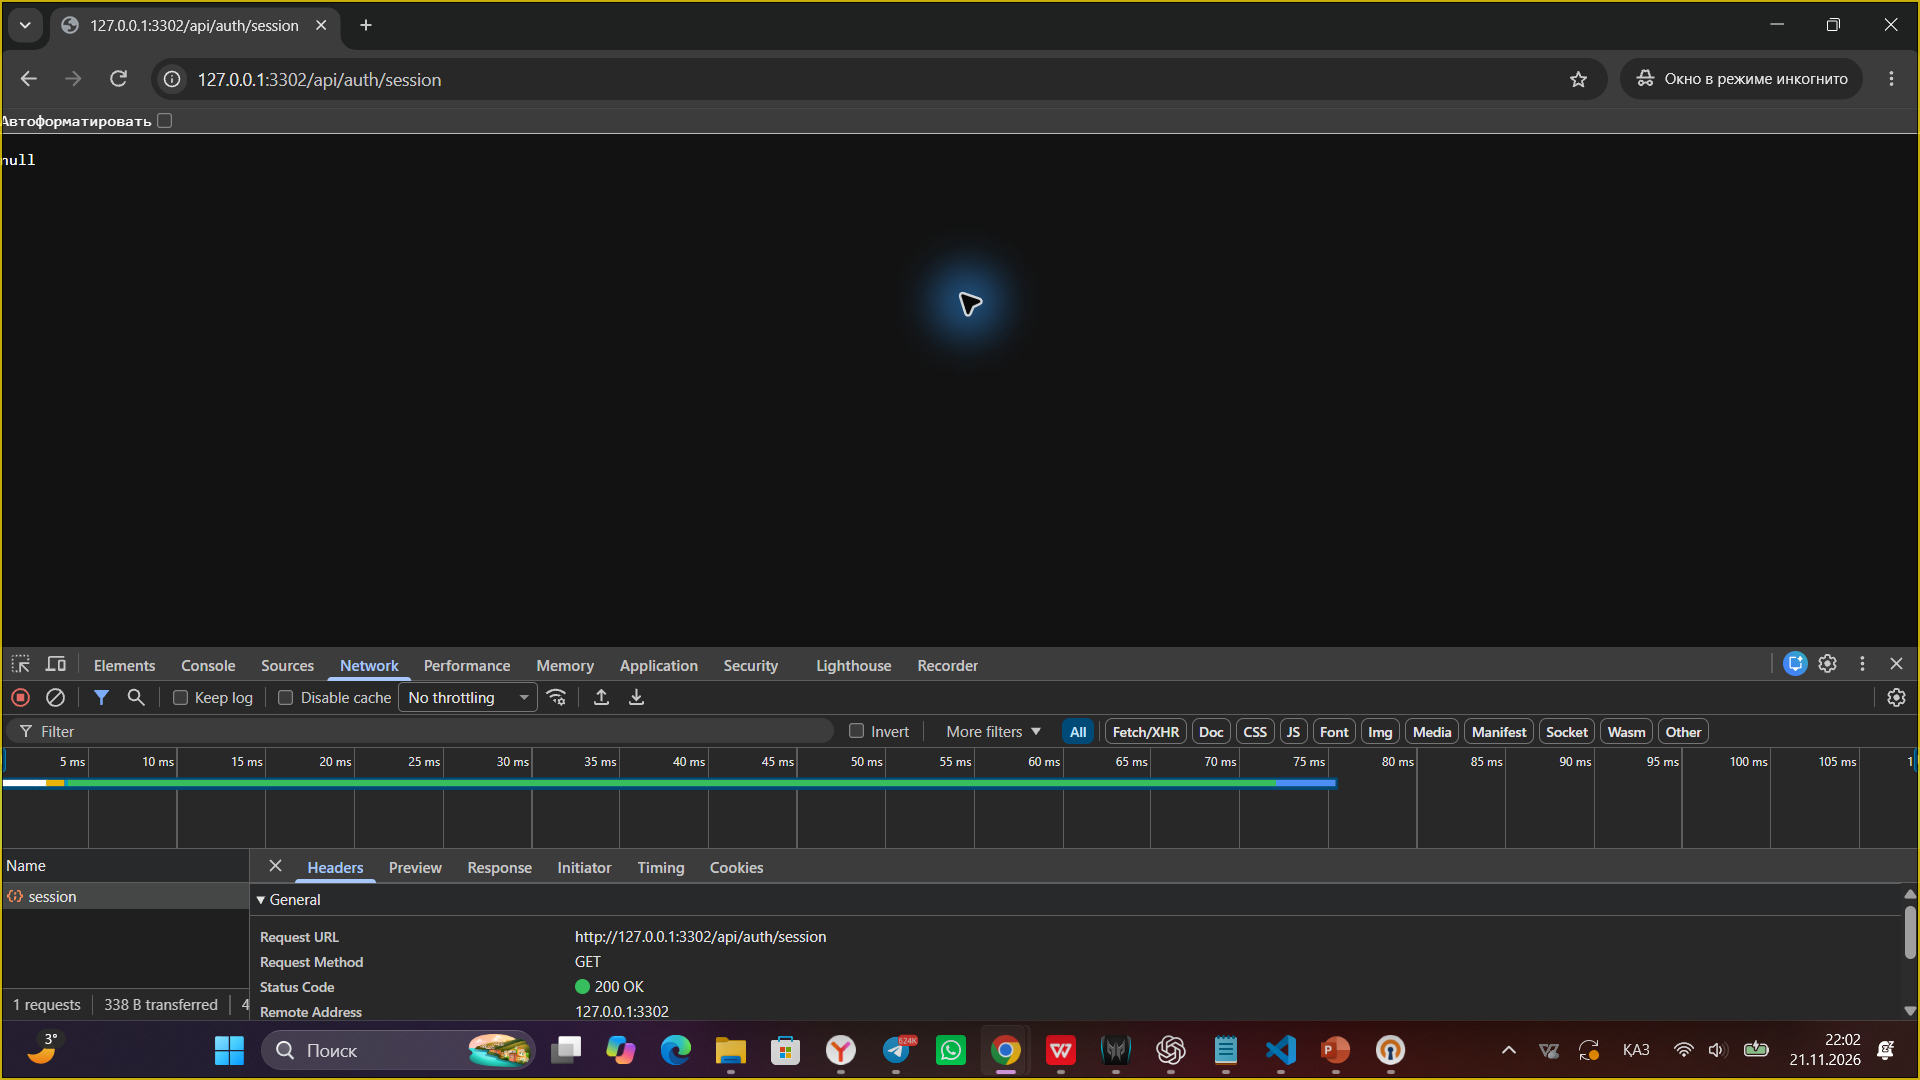 127.0.0.1:3302/api/auth/session
127.0.0.1:3302/api/auth/session
Окно в режиме инкогнито
Автоформатировать
null
Elements Console Sources Network Performance Memory Application Security Lighthouse Recorder
Keep log Disable cache No throttling
Filter Invert More filters All Fetch/XHR Doc CSS JS Font Img Media Manifest Socket Wasm Other
5 ms 10 ms 15 ms 20 ms 25 ms 30 ms 35 ms 40 ms 45 ms 50 ms 55 ms 60 ms 65 ms 70 ms 75 ms 80 ms 85 ms 90 ms 95 ms 100 ms 105 ms 1
Name Headers Preview Response Initiator Timing Cookies
session
General
Request URL http://127.0.0.1:3302/api/auth/session
Request Method GET
Status Code 200 OK
1 requests 338 B transferred 4
Remote Address 127.0.0.1:3302
3° Поиск 624K ҚАЗ 22:02
21.11.2026